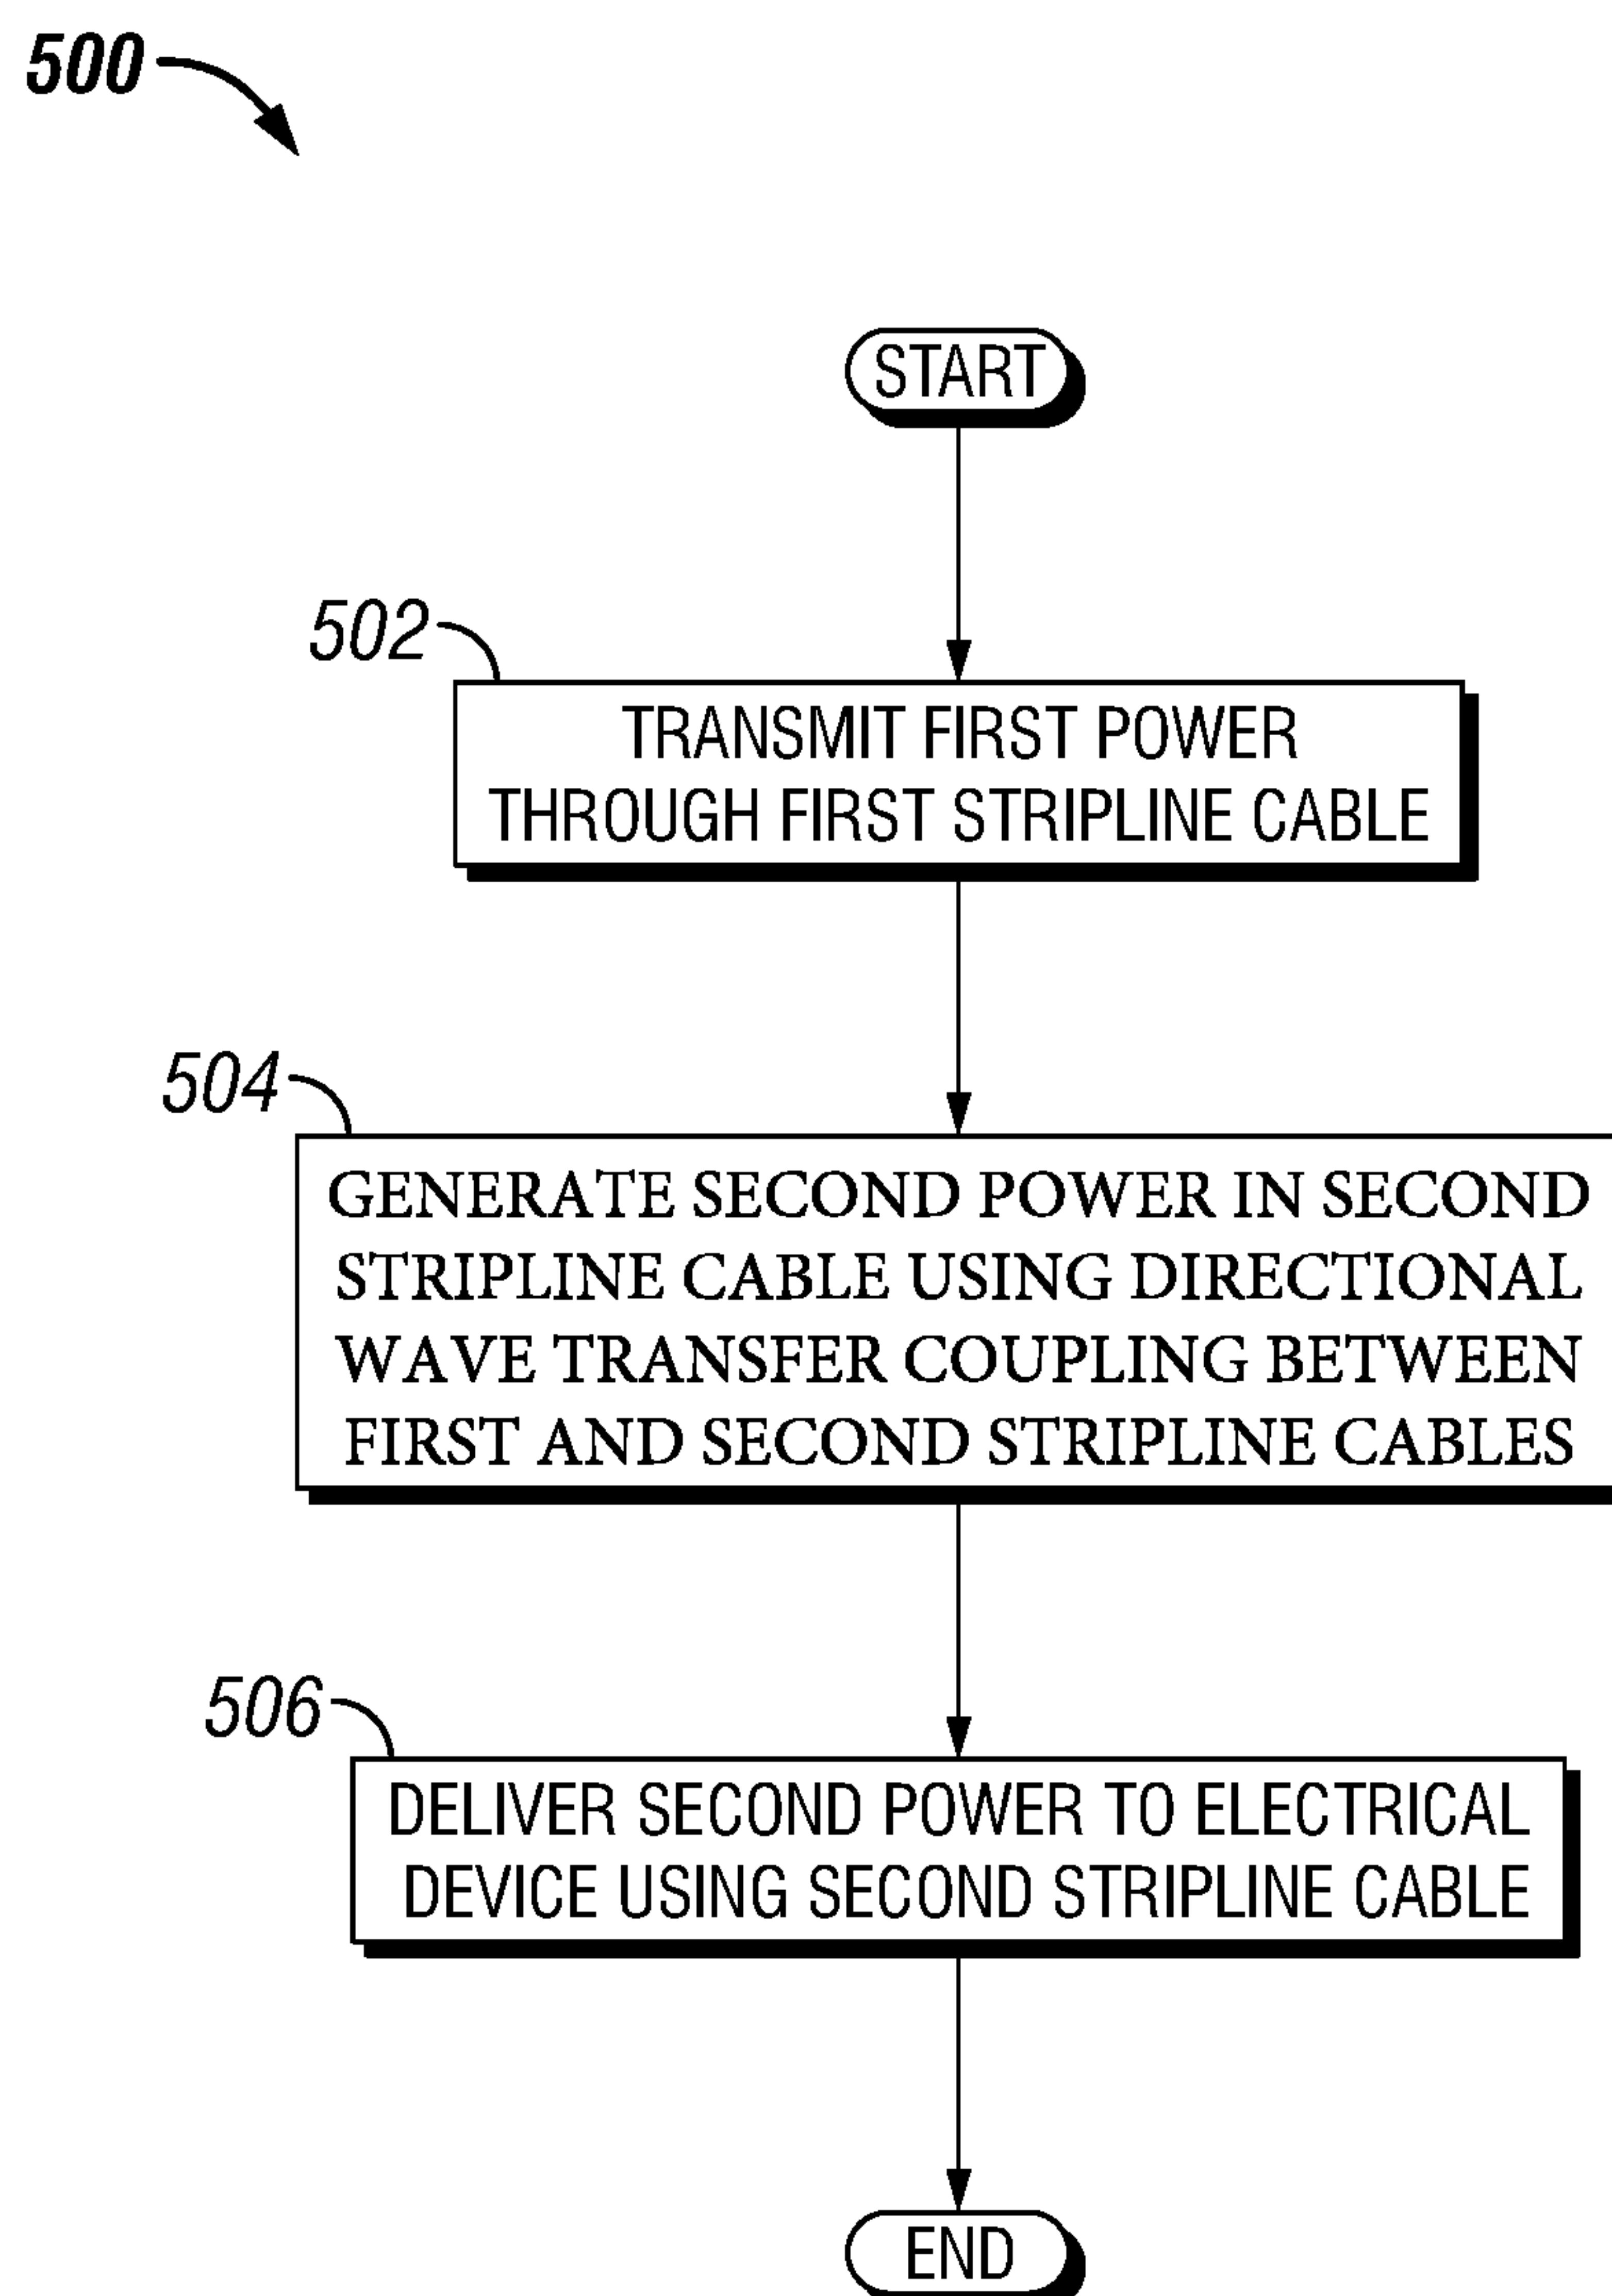 500
START
502
TRANSMIT FIRST POWER
THROUGH FIRST STRIPLINE CABLE
504
GENERATE SECOND POWER IN SECOND
STRIPLINE CABLE USING DIRECTIONAL
WAVE TRANSFER COUPLING BETWEEN
FIRST AND SECOND STRIPLINE CABLES
506
DELIVER SECOND POWER TO ELECTRICAL
DEVICE USING SECOND STRIPLINE CABLE
END